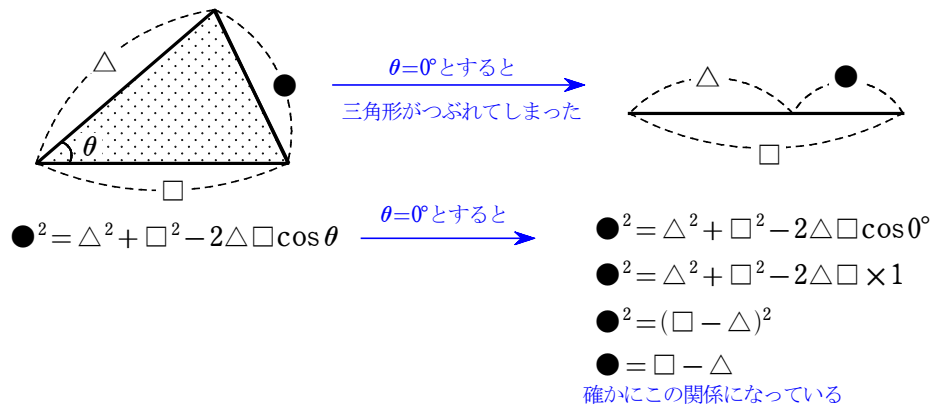 △
●
θ
□
θ=0°とすると
三角形がつぶれてしまった
△
●
□
●²=△²+□²-2△□cosθ
θ=0°とすると
●²=△²+□²-2△□cos0°
●²=△²+□²-2△□×1
●²=(□-△)²
●=□-△
確かにこの関係になっている